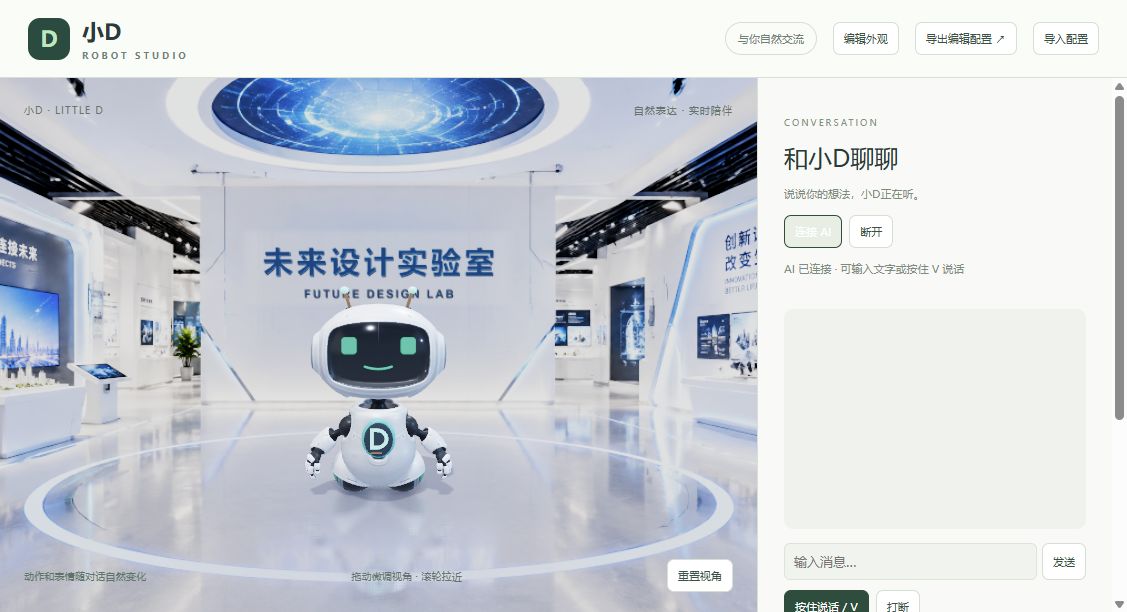 D
小D
ROBOT STUDIO
与你自然交流
编辑外观
导出编辑配置 ↗
导入配置
小D · LITTLE D
自然表达 · 实时陪伴
未来设计实验室
FUTURE DESIGN LAB
连接未来
创新
改变
D
动作和表情随对话自然变化
拖动微调视角 · 滚轮拉近
重置视角
CONVERSATION
和小D聊聊
说说你的想法，小D正在听。
连接 AI
断开
AI 已连接 · 可输入文字或按住 V 说话
输入消息...
发送
按住说话 / V
打断